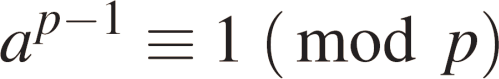 a^{p−1} ≡ 1 (mod p)